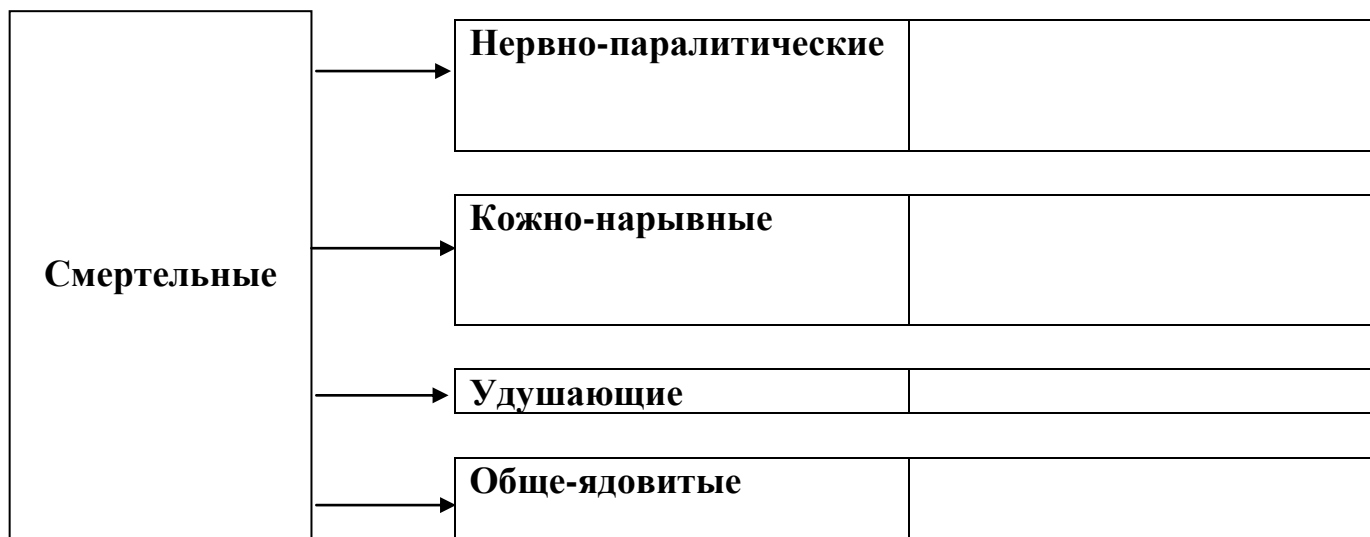 Нервно-паралитические
Кожно-нарывные
Смертельные
Удушающие
Обще-ядовитые